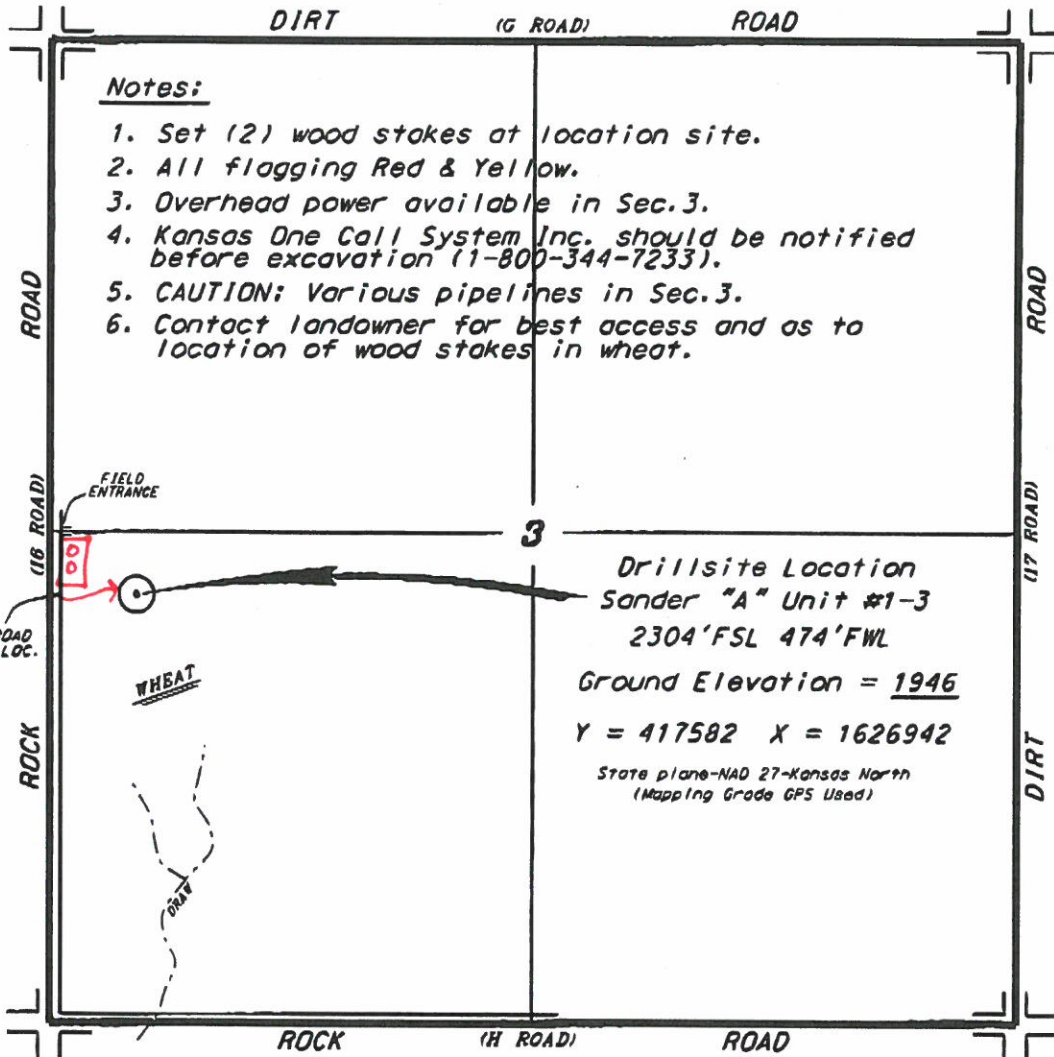 DIRT (G ROAD) ROAD
Notes:
1. Set (2) wood stakes at location site.
2. All flagging Red & Yellow.
3. Overhead power available in Sec.3.
4. Kansas One Call System Inc. should be notified
before excavation (1-800-344-7233).
5. CAUTION: Various pipelines in Sec.3.
6. Contact landowner for best access and as to
location of wood stakes in wheat.
ROAD
ROAD
FIELD
ENTRANCE
(16 ROAD)
(17 ROAD)
3
Drillsite Location
Sander "A" Unit #1-3
2304'FSL 474'FWL
Ground Elevation = 1946
Y = 417582 X = 1626942
State plane-NAD 27-Kansas North
(Mapping Grade GPS Used)
LOC.
WHEAT
ROCK
DIRT
DRAW
ROCK (H ROAD) ROAD